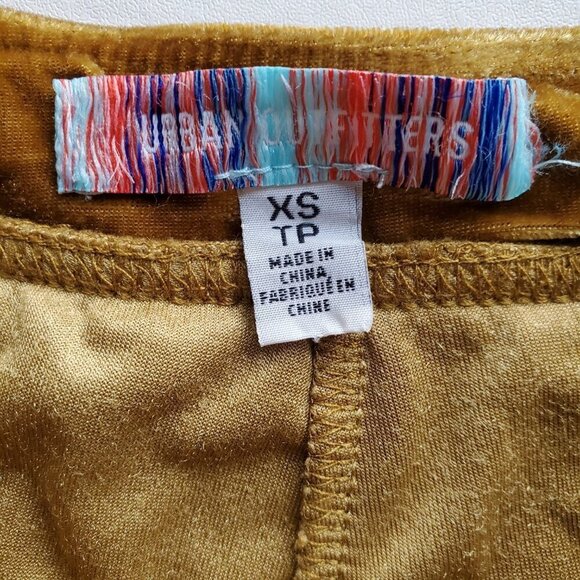 URBAN OUTFITTERS
XS
TP
MADE IN
CHINA
FABRIQUÉ EN
CHINE